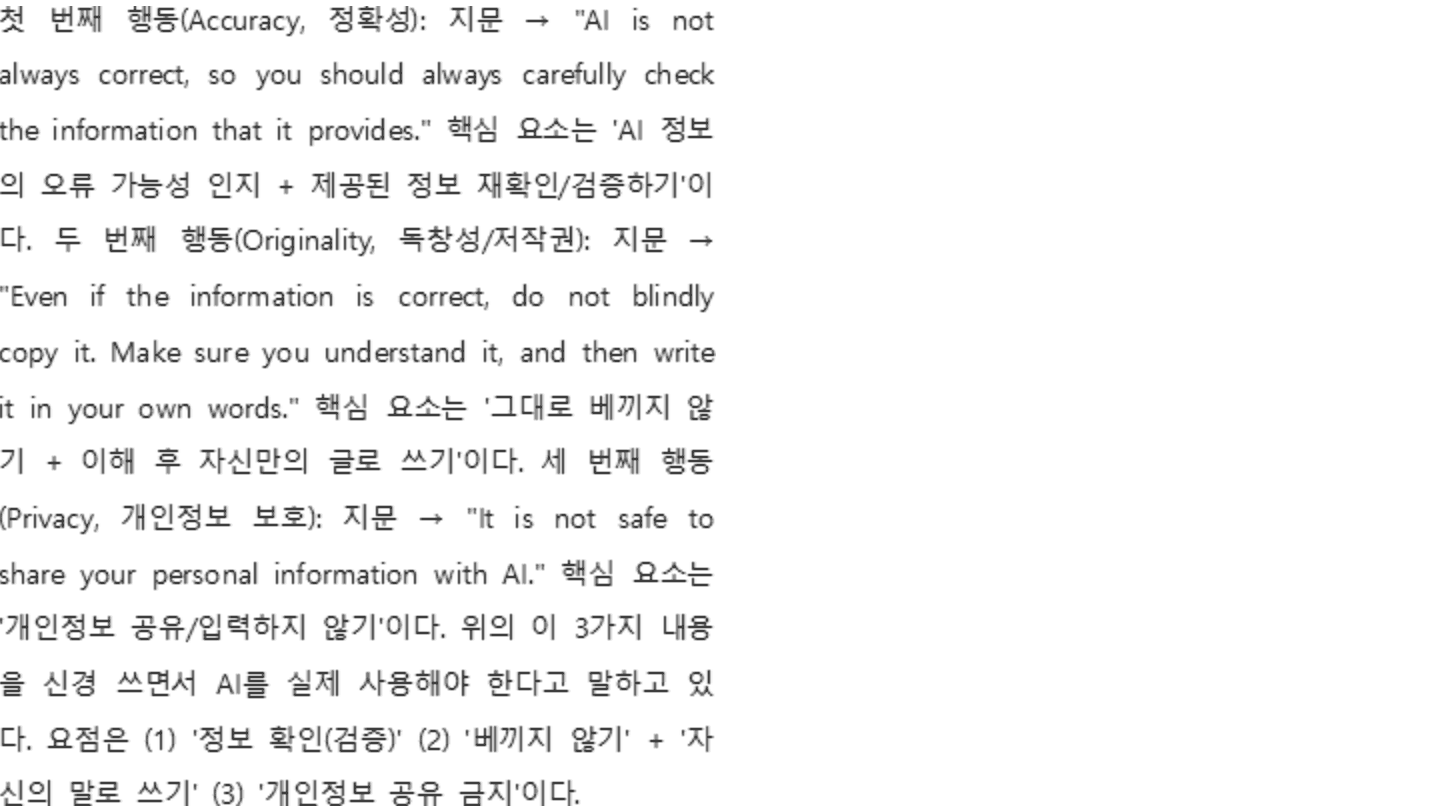 첫 번째 행동(Accuracy, 정확성): 지문 → "AI is not
always correct, so you should always carefully check
the information that it provides." 핵심 요소는 'AI 정보
의 오류 가능성 인지 + 제공된 정보 재확인/검증하기'이
다. 두 번째 행동(Originality, 독창성/저작권): 지문 →
"Even if the information is correct, do not blindly
copy it. Make sure you understand it, and then write
it in your own words." 핵심 요소는 '그대로 베끼지 않
기 + 이해 후 자신만의 글로 쓰기'이다. 세 번째 행동
(Privacy, 개인정보 보호): 지문 → "It is not safe to
share your personal information with AI." 핵심 요소는
'개인정보 공유/입력하지 않기'이다. 위의 이 3가지 내용
을 신경 쓰면서 AI를 실제 사용해야 한다고 말하고 있
다. 요점은 (1) '정보 확인(검증)' (2) '베끼지 않기' + '자
신의 말로 쓰기' (3) '개인정보 공유 금지'이다.